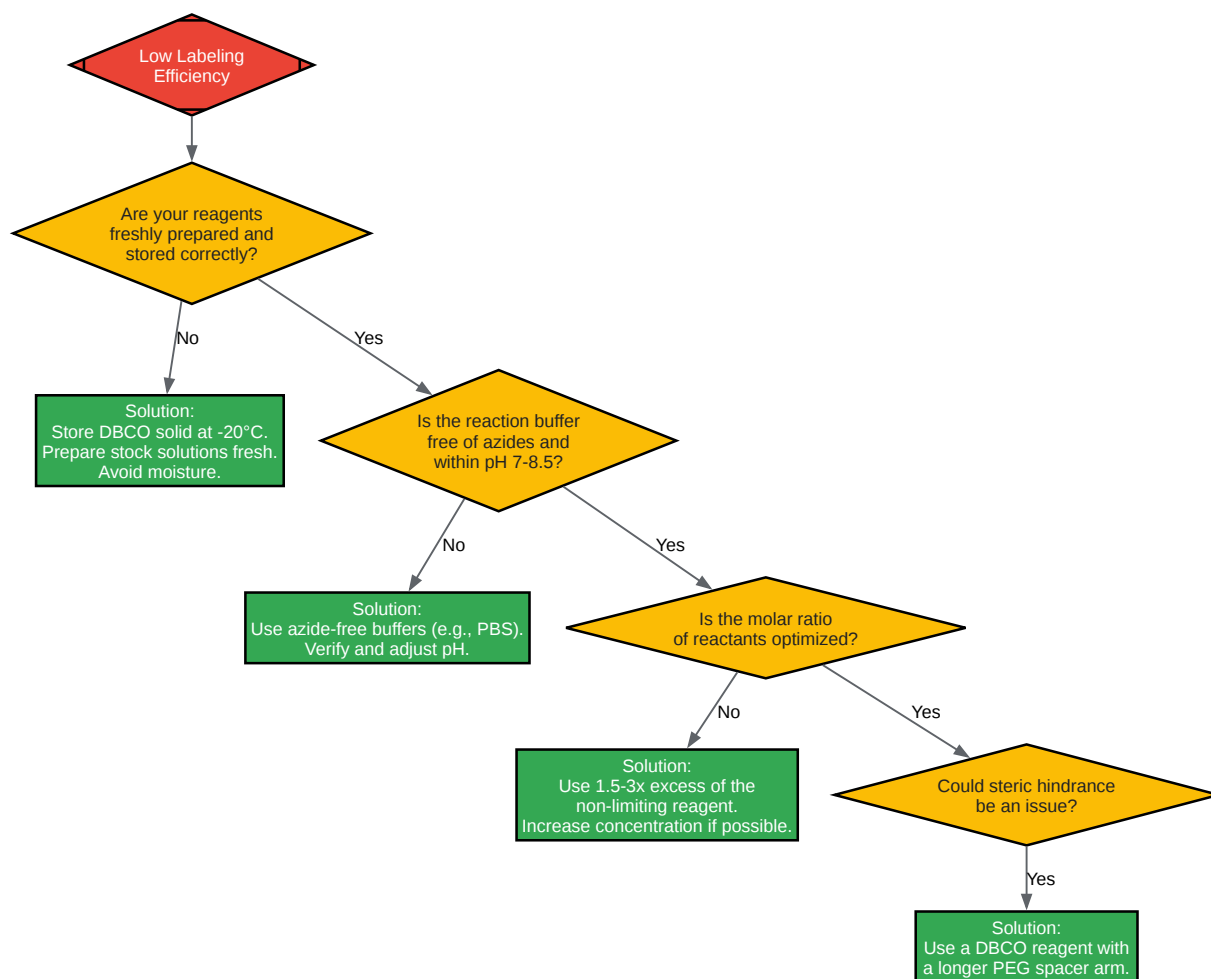 Low Labeling
Efficiency
Are your reagents
freshly prepared and
stored correctly?
No
Yes
Solution:
Store DBCO solid at -20°C.
Prepare stock solutions fresh.
Avoid moisture.
Is the reaction buffer
free of azides and
within pH 7-8.5?
No
Yes
Solution:
Use azide-free buffers (e.g., PBS).
Verify and adjust pH.
Is the molar ratio
of reactants optimized?
No
Yes
Solution:
Use 1.5-3x excess of the
non-limiting reagent.
Increase concentration if possible.
Could steric hindrance
be an issue?
Yes
Solution:
Use a DBCO reagent with
a longer PEG spacer arm.